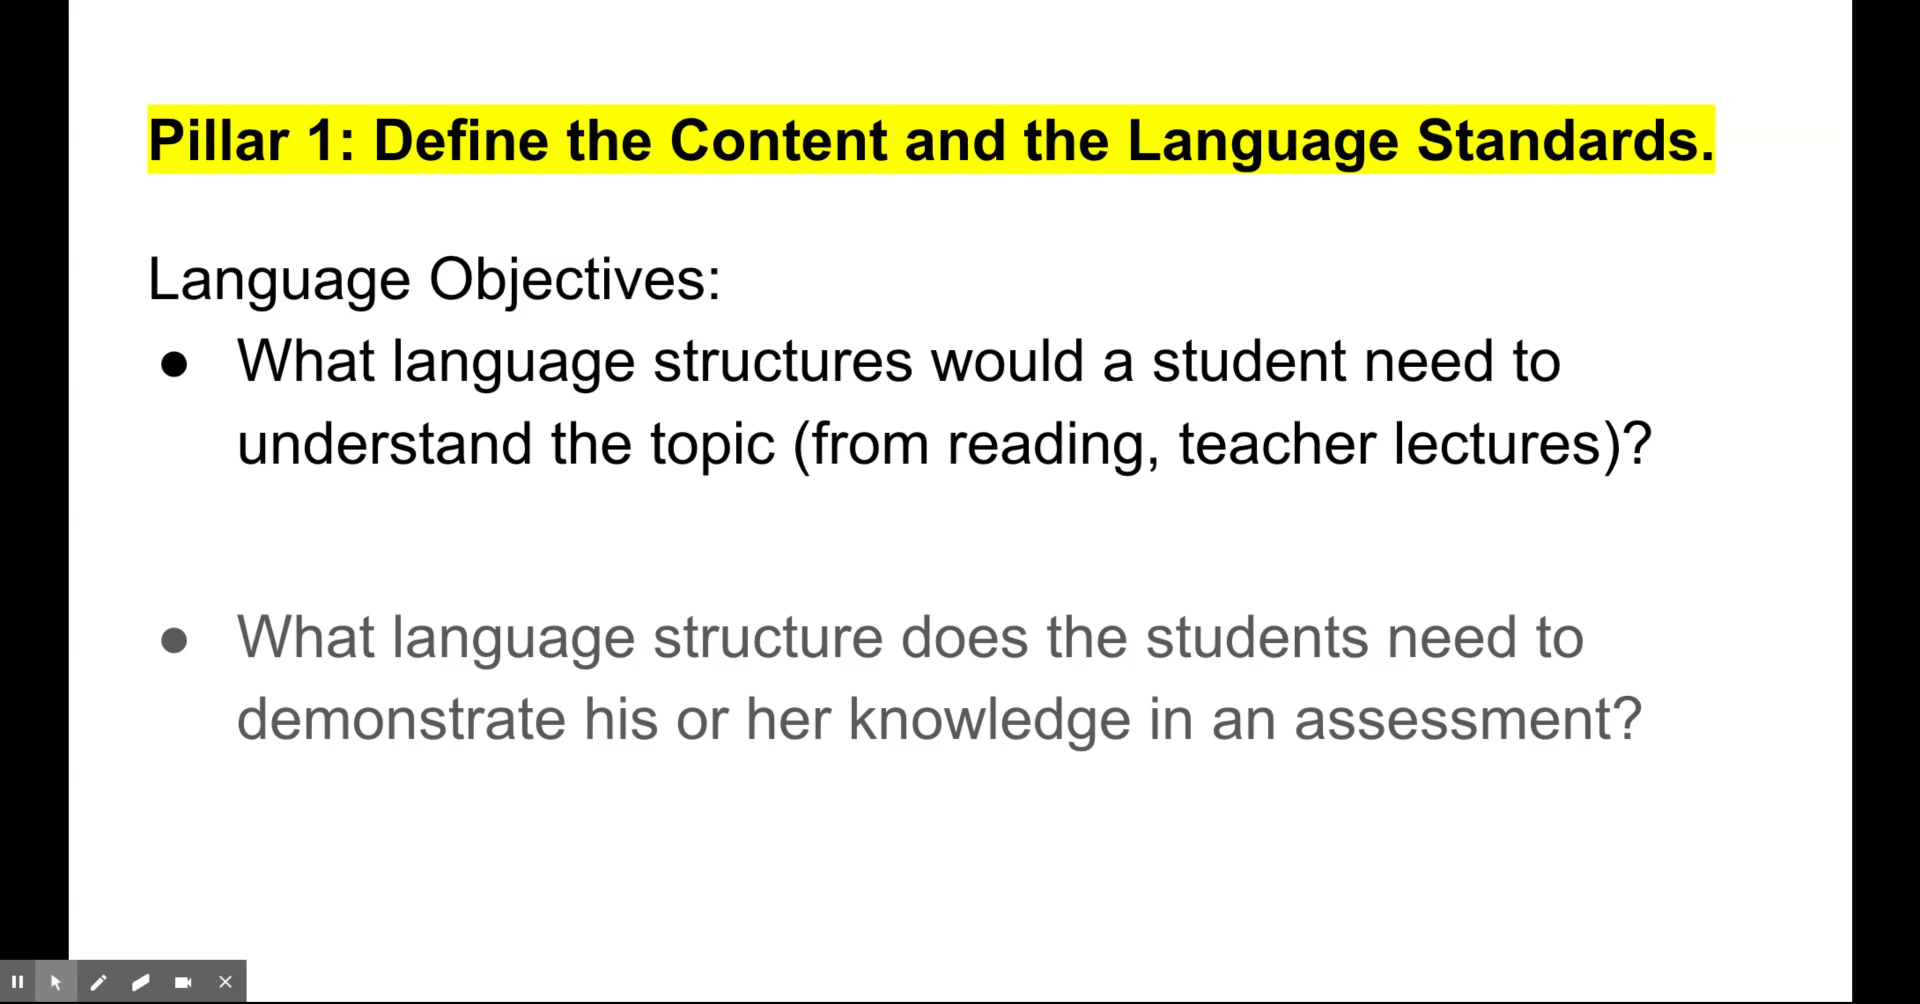 Pillar 1: Define the Content and the Language Standards.
Language Objectives:
● What language structures would a student need to
understand the topic (from reading, teacher lectures)?
● What language structure does the students need to
demonstrate his or her knowledge in an assessment?